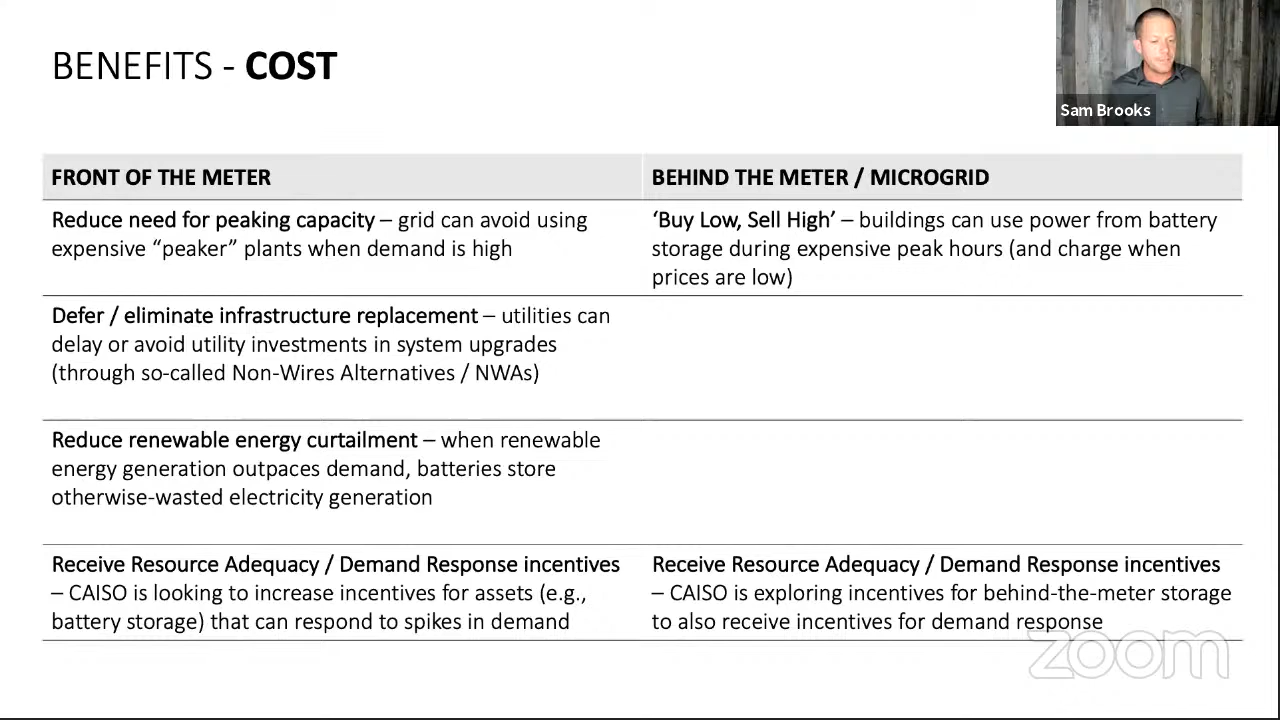 BENEFITS - COST
Sam Brooks
FRONT OF THE METER
BEHIND THE METER / MICROGRID
Reduce need for peaking capacity – grid can avoid using
expensive “peaker” plants when demand is high
‘Buy Low, Sell High’ – buildings can use power from battery
storage during expensive peak hours (and charge when
prices are low)
Defer / eliminate infrastructure replacement – utilities can
delay or avoid utility investments in system upgrades
(through so-called Non-Wires Alternatives / NWAs)
Reduce renewable energy curtailment – when renewable
energy generation outpaces demand, batteries store
otherwise-wasted electricity generation
Receive Resource Adequacy / Demand Response incentives
– CAISO is looking to increase incentives for assets (e.g.,
battery storage) that can respond to spikes in demand
Receive Resource Adequacy / Demand Response incentives
– CAISO is exploring incentives for behind-the-meter storage
to also receive incentives for demand response
zoom